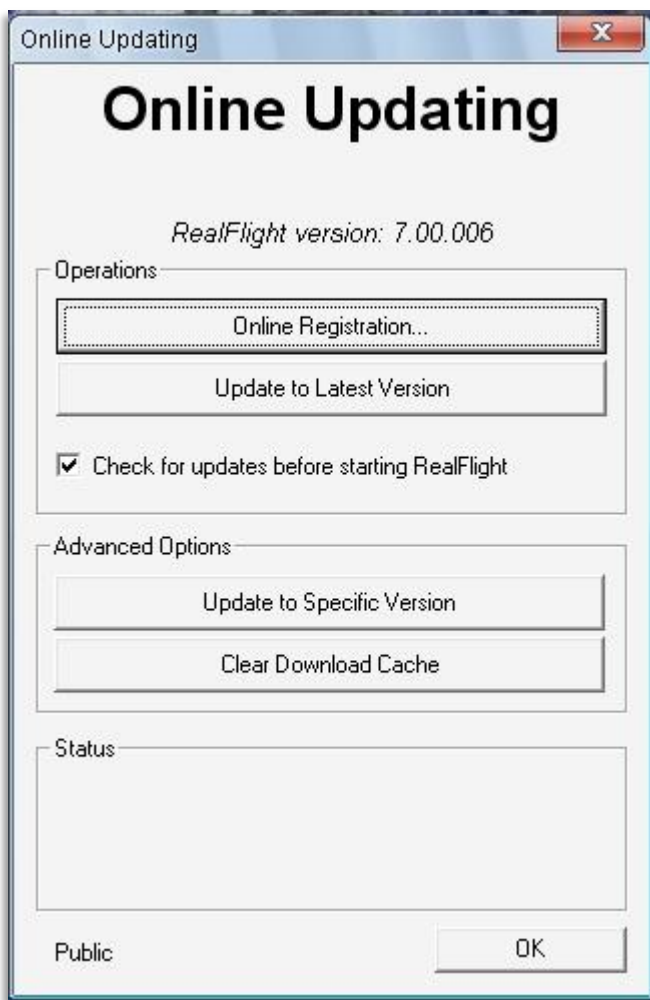 Online Updating
Online Updating
RealFlight version: 7.00.006
Operations
Online Registration...
Update to Latest Version
Check for updates before starting RealFlight
Advanced Options
Update to Specific Version
Clear Download Cache
Status
Public
OK